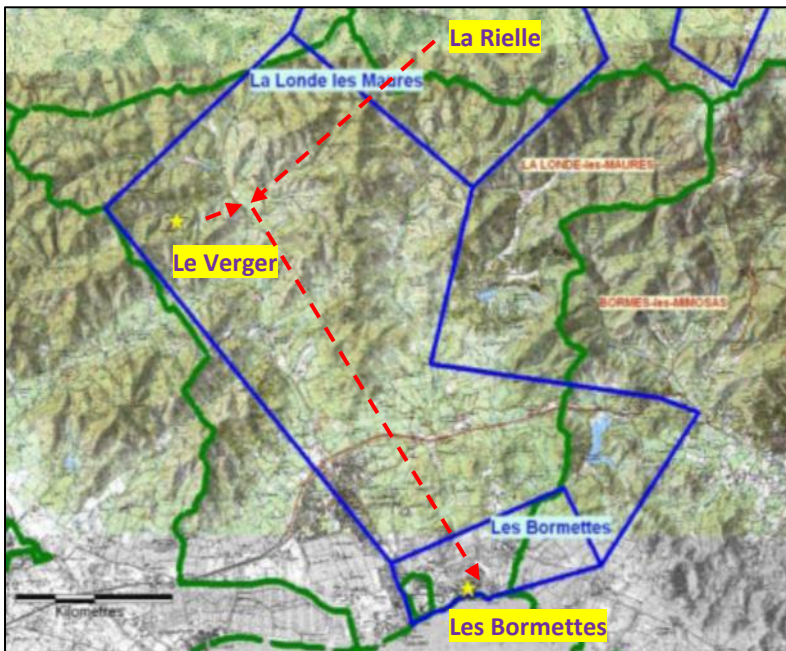 La Rielle
La Londe les Maures
LA LONDE-les-MAURES
Le Verger
BORMES-les-MIMOSAS
Les Bormettes
Kilomètres
Les Bormettes